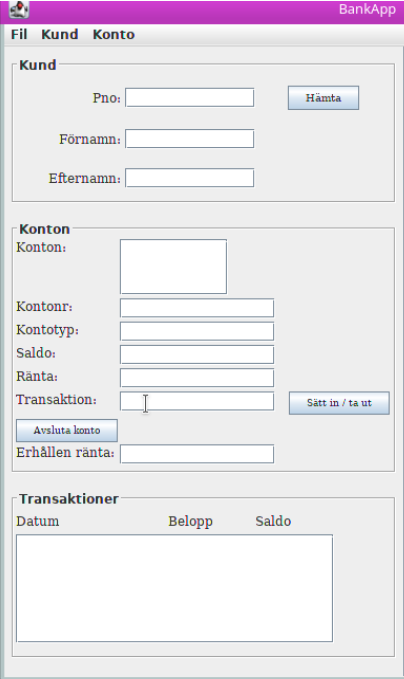 BankApp
Fil Kund Konto
Kund
Pno: Hämta
Förnamn:
Efternamn:
Konton
Konton:
Kontonr:
Kontotyp:
Saldo:
Ränta:
Transaktion: Sätt in / ta ut
Avsluta konto
Erhållen ränta:
Transaktioner
Datum Belopp Saldo